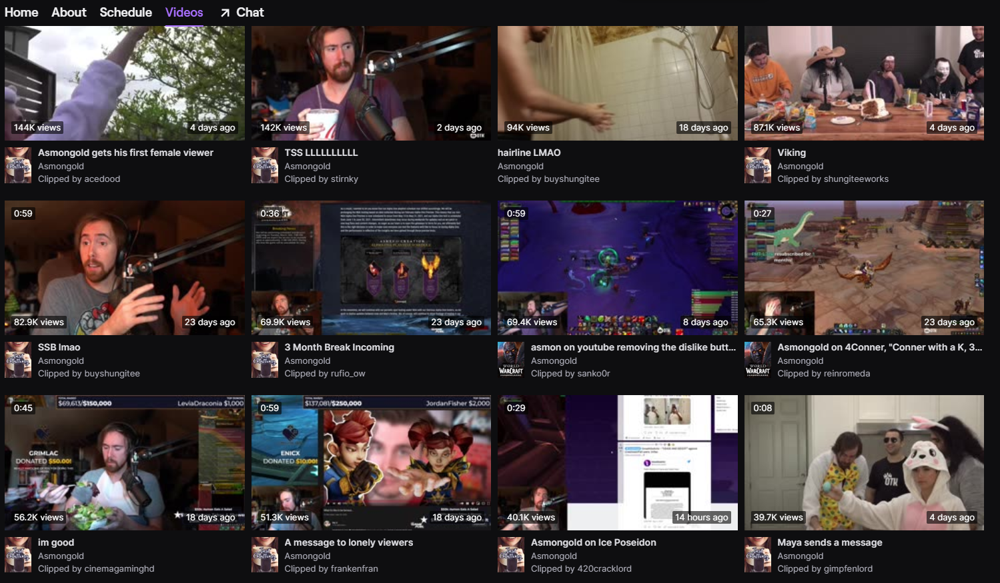 Home About Schedule Videos Chat
144K views 4 days ago
142K views 2 days ago
94K views 18 days ago
87.1K views 4 days ago
Asmongold gets his first female viewer
Asmongold
Clipped by acedood
TSS LLLLLLLLLL
Asmongold
Clipped by stirnky
hairline LMAO
Asmongold
Clipped by buyshungitee
Viking
Asmongold
Clipped by shungiteeworks
0:59
82.9K views 23 days ago
0:36
Breaking News
69.9K views 23 days ago
0:59
69.4K views 8 days ago
0:27
resubscribed for
months!
65.3K views 23 days ago
SSB lmao
Asmongold
Clipped by buyshungitee
3 Month Break Incoming
Asmongold
Clipped by rufio_ow
asmon on youtube removing the dislike butt...
Asmongold
Clipped by sanko0r
Asmongold on 4Conner, "Conner with a K, 3...
Asmongold
Clipped by reinromeda
0:45
$69,613/$150,000 LeviaDraconia $1,000
GRIMLAC
DONATED $50.00!
56.2K views 18 days ago
0:59
$137,081/$250,000 JordanFisher $2,000
ENICX
DONATED $10.00!
51.3K views 18 days ago
0:29
40.1K views 14 hours ago
0:08
OTK
39.7K views 4 days ago
im good
Asmongold
Clipped by cinemagaminghd
A message to lonely viewers
Asmongold
Clipped by frankenfran
Asmongold on Ice Poseidon
Asmongold
Clipped by 420cracklord
Maya sends a message
Asmongold
Clipped by gimpfenlord